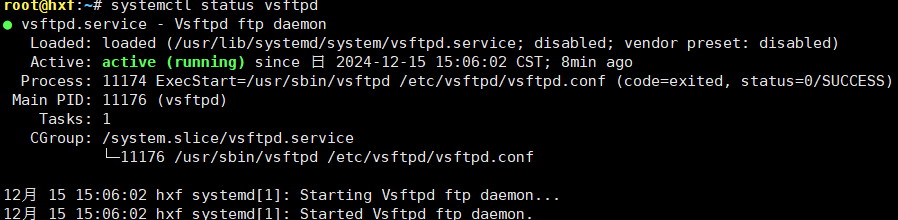 root@hxf:~# systemctl status vsftpd
● vsftpd.service - Vsftpd ftp daemon
   Loaded: loaded (/usr/lib/systemd/system/vsftpd.service; disabled; vendor preset: disabled)
   Active: active (running) since 日 2024-12-15 15:06:02 CST; 8min ago
  Process: 11174 ExecStart=/usr/sbin/vsftpd /etc/vsftpd/vsftpd.conf (code=exited, status=0/SUCCESS)
 Main PID: 11176 (vsftpd)
    Tasks: 1
   CGroup: /system.slice/vsftpd.service
           └─11176 /usr/sbin/vsftpd /etc/vsftpd/vsftpd.conf

12月 15 15:06:02 hxf systemd[1]: Starting Vsftpd ftp daemon...
12月 15 15:06:02 hxf systemd[1]: Started Vsftpd ftp daemon.